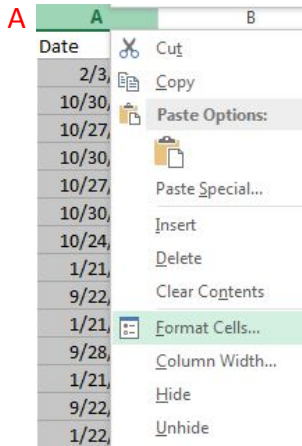 A
A B
Date
2/3/
10/30/
10/27/
10/30/
10/27/
10/30/
10/24/
1/21/
9/22/
1/21/
9/28/
1/21/
9/22/
1/22/
Cut
Copy
Paste Options:
Paste Special...
Insert
Delete
Clear Contents
Format Cells...
Column Width...
Hide
Unhide